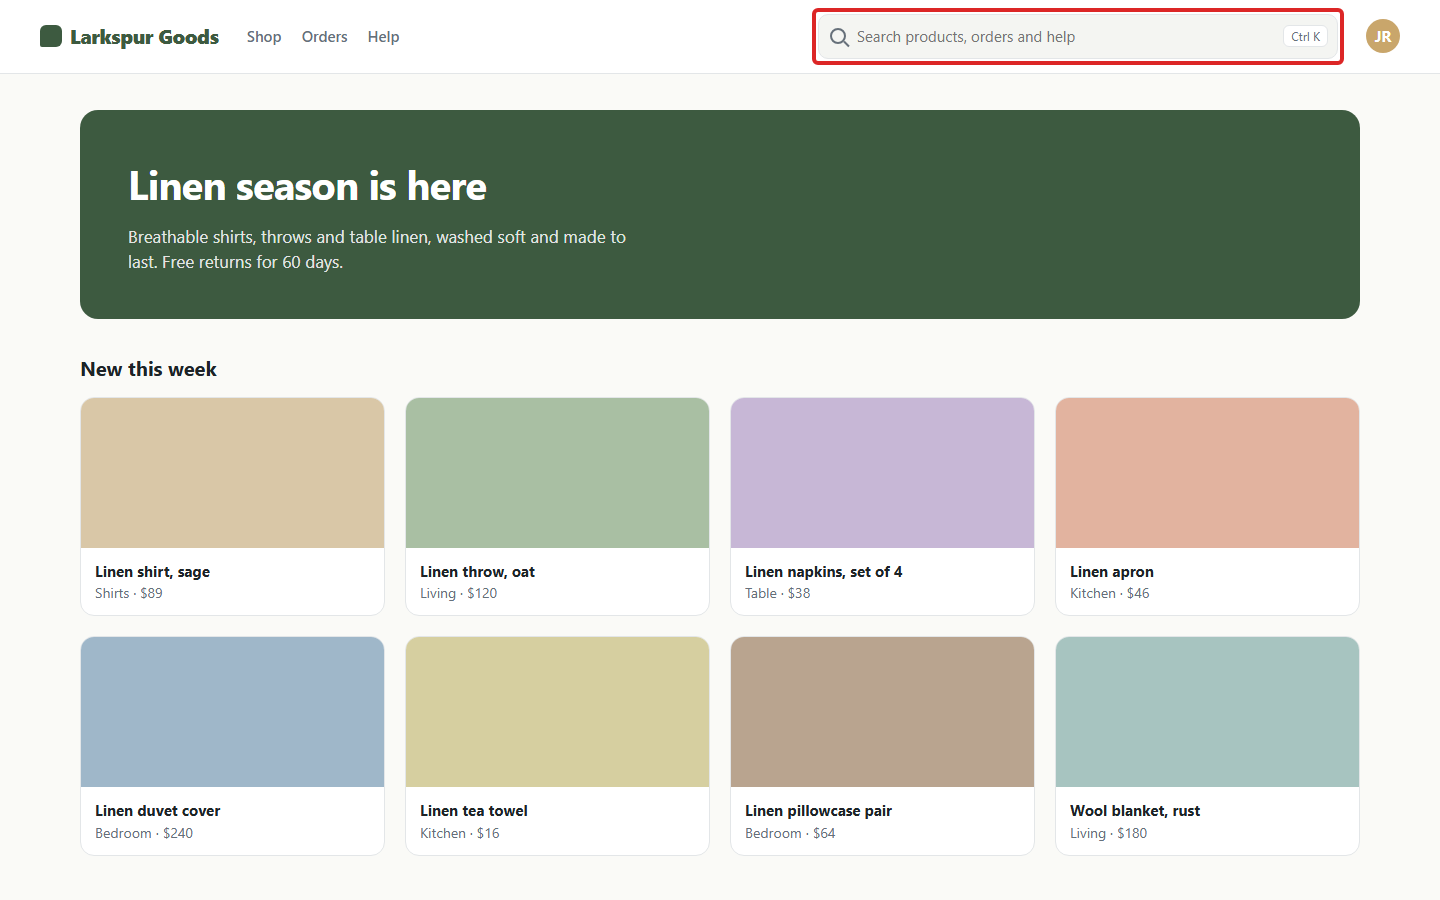 Larkspur Goods
Shop
Orders
Help
Search products, orders and help
Ctrl K
JR
Linen season is here
Breathable shirts, throws and table linen, washed soft and made to
last. Free returns for 60 days.
New this week
Linen shirt, sage
Shirts · $89
Linen throw, oat
Living · $120
Linen napkins, set of 4
Table · $38
Linen apron
Kitchen · $46
Linen duvet cover
Bedroom · $240
Linen tea towel
Kitchen · $16
Linen pillowcase pair
Bedroom · $64
Wool blanket, rust
Living · $180